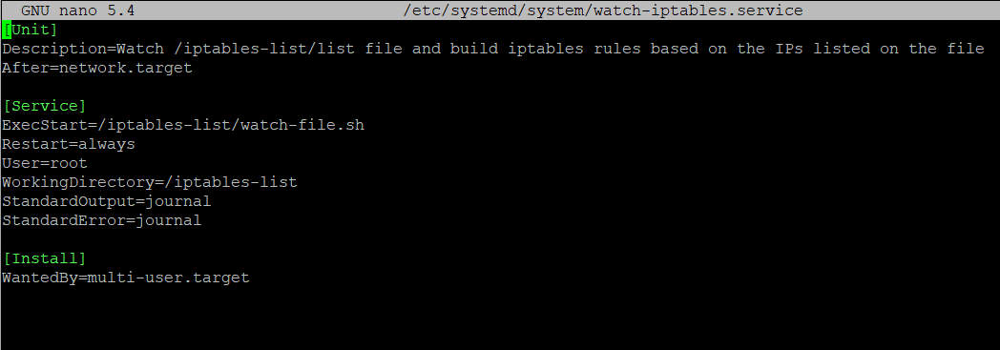 GNU nano 5.4 /etc/systemd/system/watch-iptables.service
[Unit]
Description=Watch /iptables-list/list file and build iptables rules based on the IPs listed on the file
After=network.target
[Service]
ExecStart=/iptables-list/watch-file.sh
Restart=always
User=root
WorkingDirectory=/iptables-list
StandardOutput=journal
StandardError=journal
[Install]
WantedBy=multi-user.target